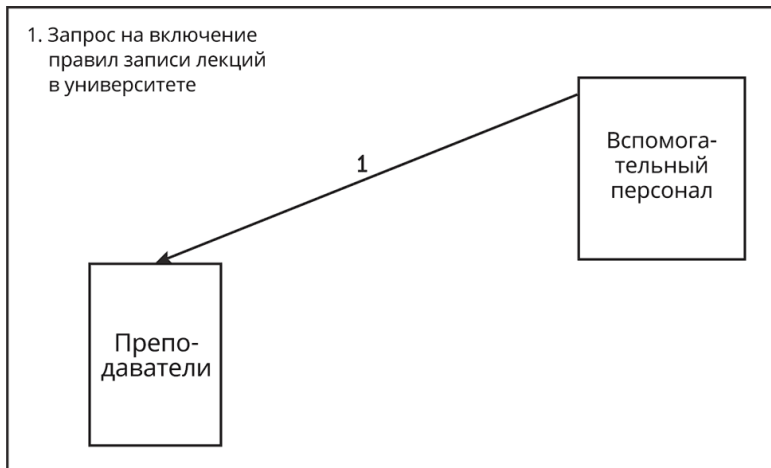 1. Запрос на включение
правил записи лекций
в университете
1
Вспомога-
тельный
персонал
Препо-
даватели